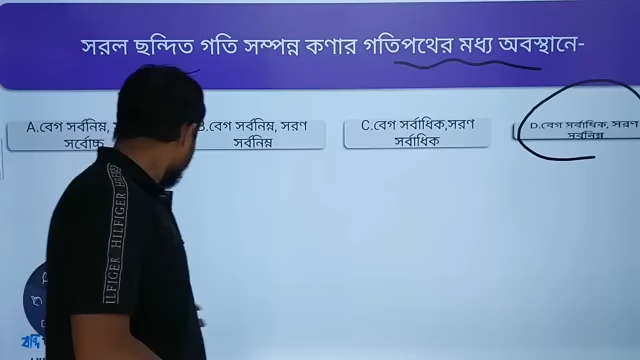 সরল ছন্দিত গতি সম্পন্ন কণার গতিপথের মধ্য অবস্থানে-
A.বেগ সর্বনিম্ন,
সর্বোচ্চ
B.বেগ সর্বনিম্ন, সরণ
সর্বনিম্ন
C.বেগ সর্বাধিক,সরণ
সর্বাধিক
D.বেগ সর্বাধিক, সরণ
সর্বনিম্ন
HILFIGER HILFIGER